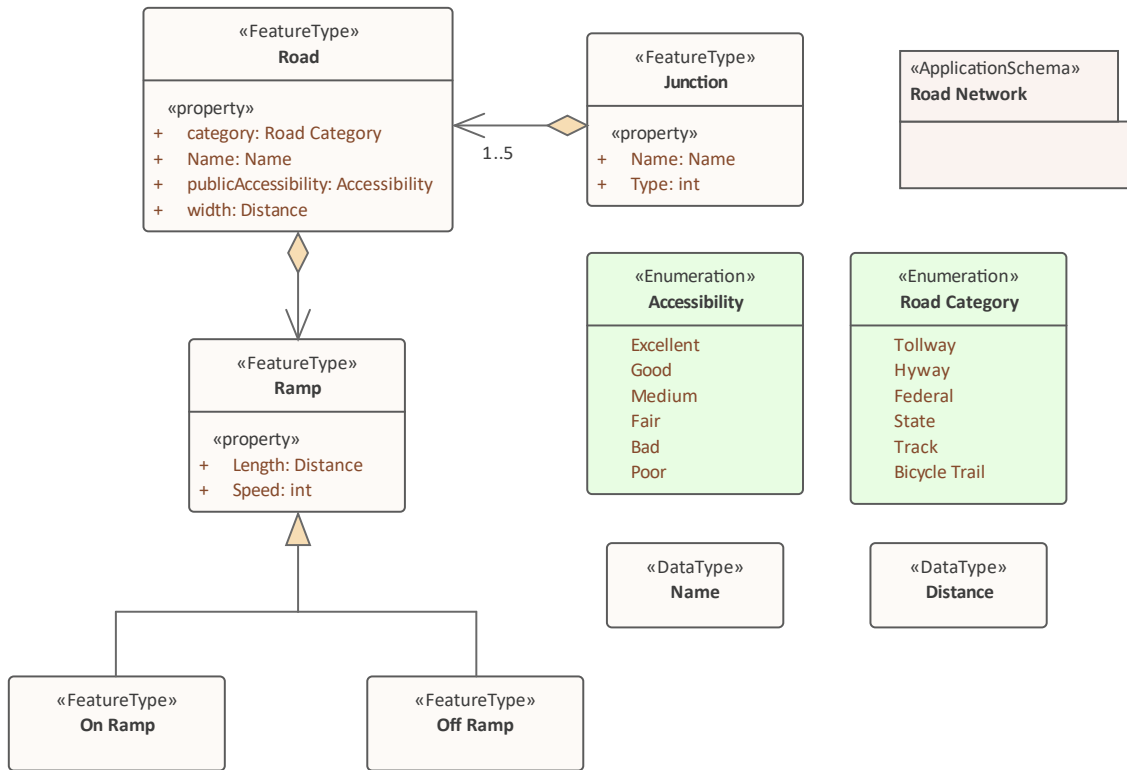 «FeatureType»
Road
«property»
+ category: Road Category
+ Name: Name
+ publicAccessibility: Accessibility
+ width: Distance
1..5
«FeatureType»
Junction
«property»
+ Name: Name
+ Type: int
«ApplicationSchema»
Road Network
«FeatureType»
Ramp
«property»
+ Length: Distance
+ Speed: int
«Enumeration»
Accessibility
Excellent
Good
Medium
Fair
Bad
Poor
«Enumeration»
Road Category
Tollway
Hyway
Federal
State
Track
Bicycle Trail
«DataType»
Name
«DataType»
Distance
«FeatureType»
On Ramp
«FeatureType»
Off Ramp